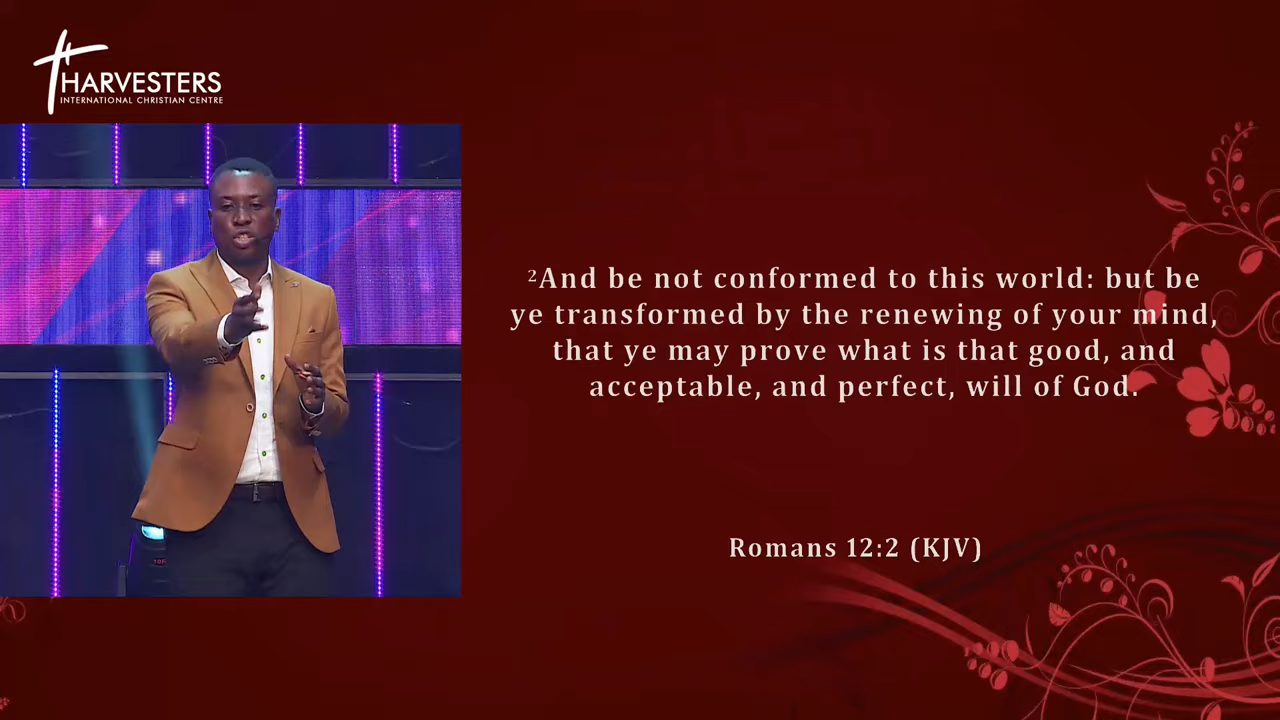 HARVESTERS
INTERNATIONAL CHRISTIAN CENTRE
²And be not conformed to this world: but be
ye transformed by the renewing of your mind,
that ye may prove what is that good, and
acceptable, and perfect, will of God.
Romans 12:2 (KJV)